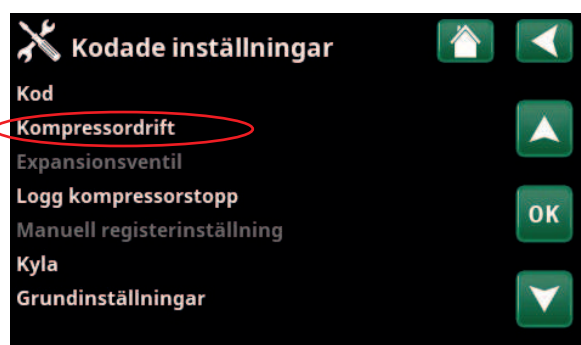 Kodade inställningar
Kod
Kompressordrift
Expansionsventil
Logg kompressorstopp
OK
Manuell registerinställning
Kyla
Grundinställningar